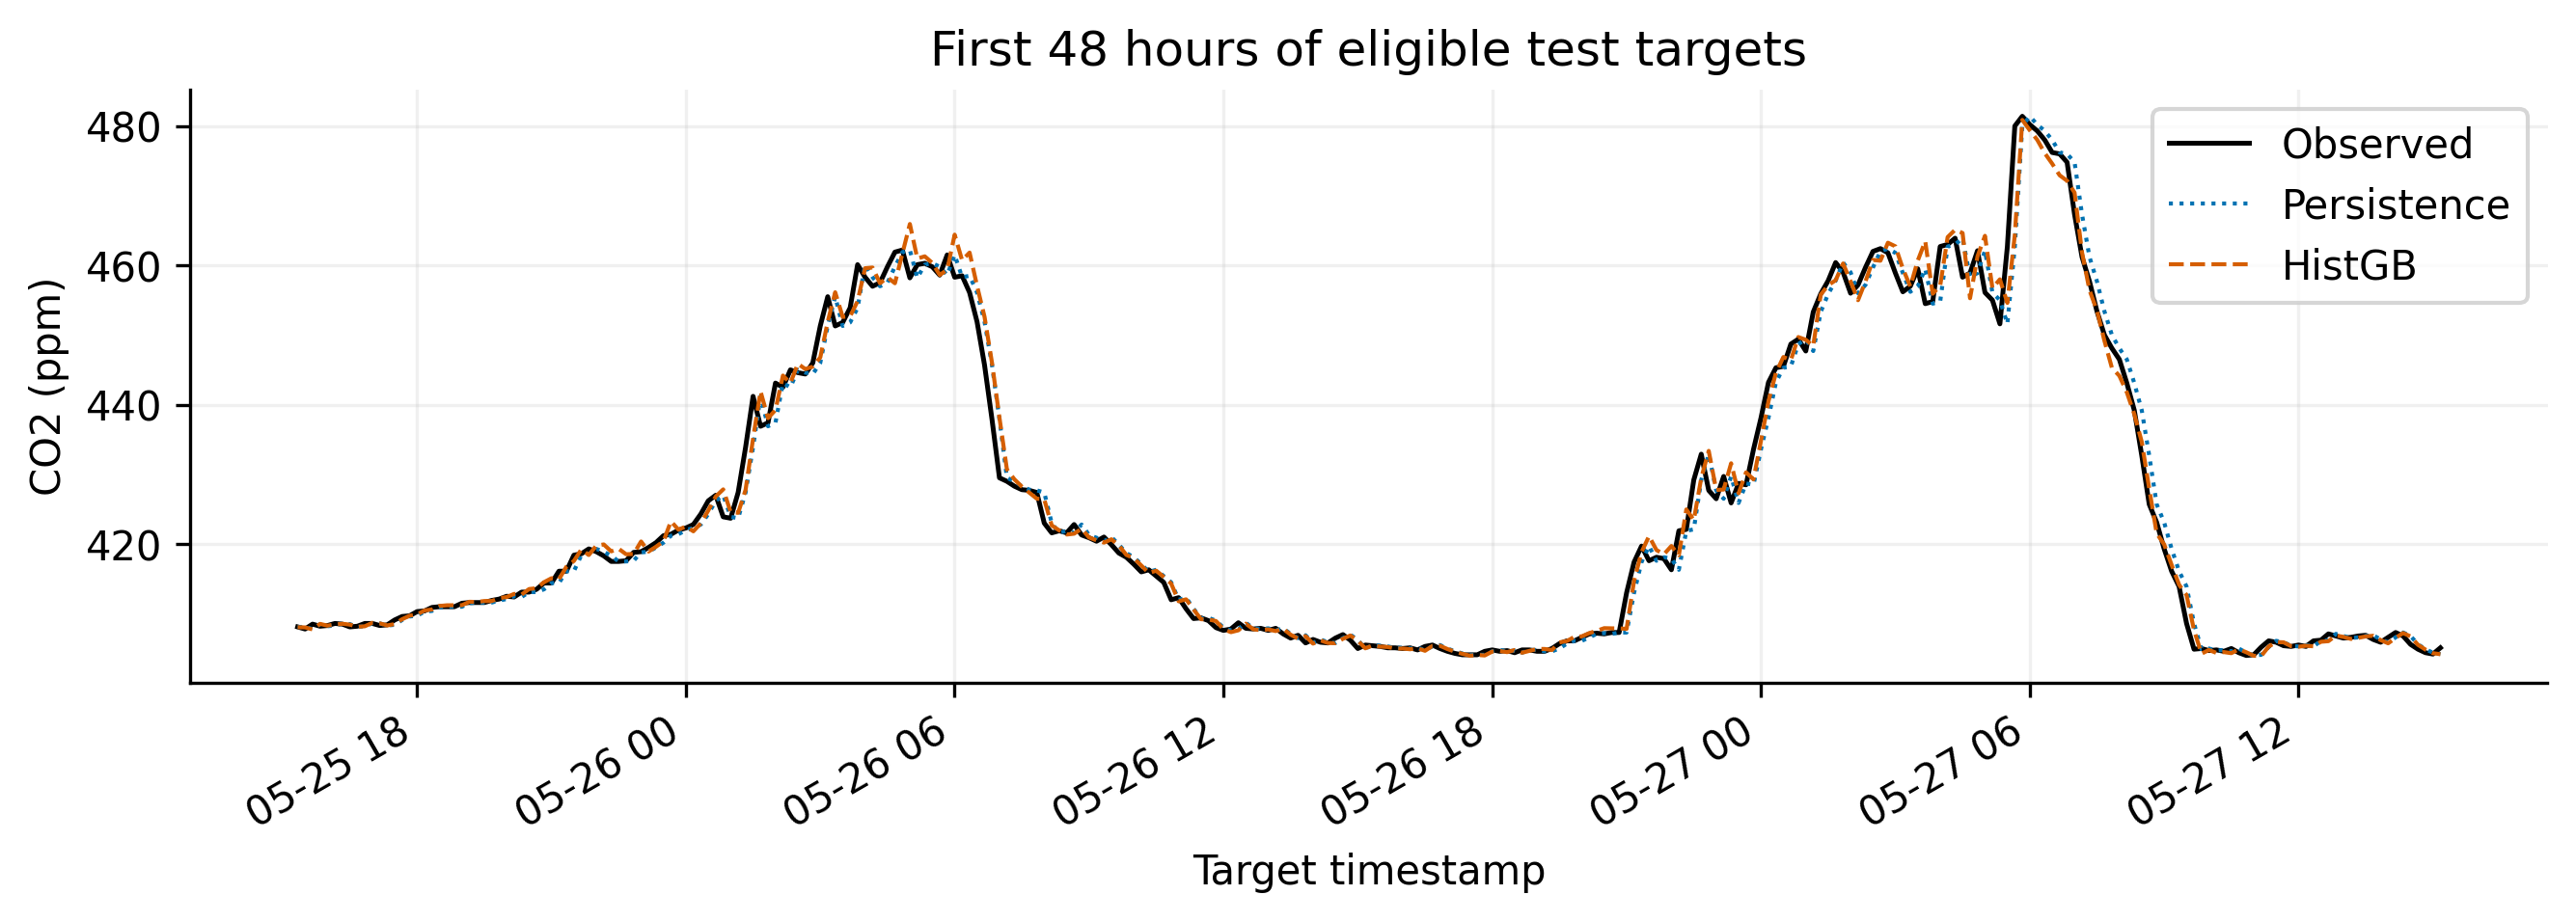 First 48 hours of eligible test targets
480
460
440
420
CO2 (ppm)
Observed
Persistence
HistGB
05-25 18
05-26 00
05-26 06
05-26 12
05-26 18
05-27 00
05-27 06
05-27 12
Target timestamp